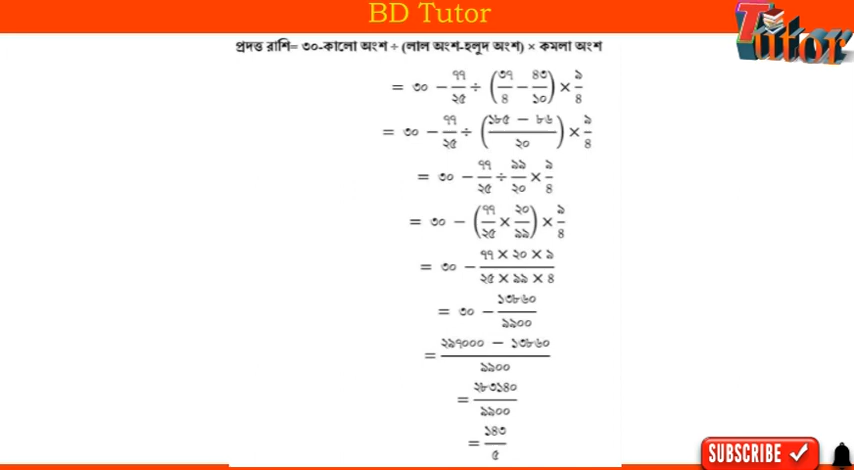 BD Tutor
Tutor
প্রদত্ত রাশি= ৩০-কালো অংশ ÷ (লাল অংশ-হলুদ অংশ) × কমলা অংশ
= ৩০ − ৭৭/২৫ ÷ (৩৭/৪ − ৪৩/১০) × ৯/৪
= ৩০ − ৭৭/২৫ ÷ ((১৮৫ − ৮৬)/২০) × ৯/৪
= ৩০ − ৭৭/২৫ ÷ ৯৯/২০ × ৯/৪
= ৩০ − (৭৭/২৫ × ২০/৯৯) × ৯/৪
= ৩০ − (৭৭ × ২০ × ৯)/(২৫ × ৯৯ × ৪)
= ৩০ − ১৩৮৬০/৯৯০০
= (২৯৭০০০ − ১৩৮৬০)/৯৯০০
= ২৮৩১৪০/৯৯০০
= ১৪৩/৫
SUBSCRIBE